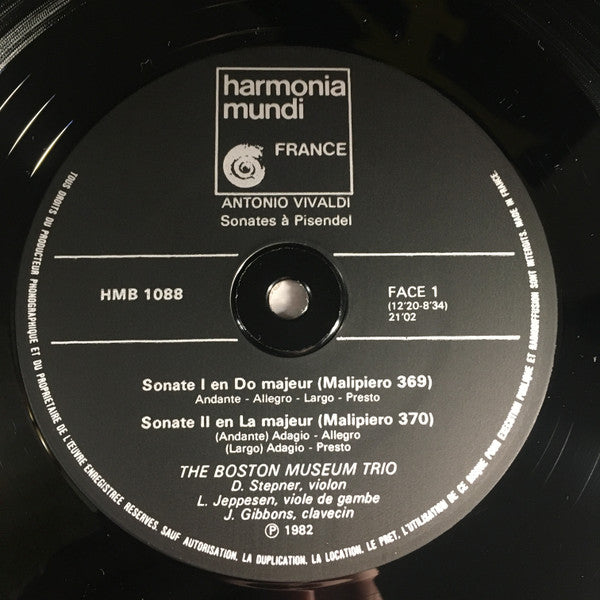 harmonia
mundi
FRANCE
ANTONIO VIVALDI
Sonates à Pisendel
HMB 1088
FACE 1
(12'20-8'34)
21'02
Sonate I en Do majeur (Malipiero 369)
Andante - Allegro - Largo - Presto
Sonate II en La majeur (Malipiero 370)
(Andante) Adagio - Allegro
(Largo) Adagio - Presto
THE BOSTON MUSEUM TRIO
D. Stepner, violon
L. Jeppesen, viole de gambe
J. Gibbons, clavecin
Ⓟ 1982
TOUS DROITS DU PRODUCTEUR PHONOGRAPHIQUE ET DU PROPRIETAIRE DE L'ŒUVRE ENREGISTREE RESERVES. SAUF AUTORISATION, LA DUPLICATION, LA LOCATION, LE PRET, L'UTILISATION DE CE DISQUE POUR EXECUTION PUBLIQUE ET RADIODIFFUSION SONT INTERDITS. MADE IN FRANCE